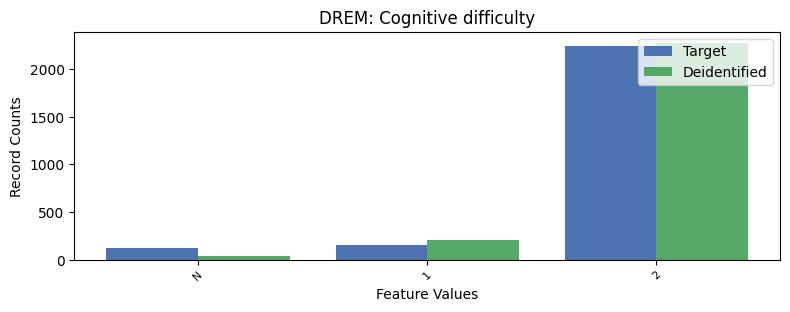 DREM: Cognitive difficulty
Target
Deidentified
Record Counts
2000
1500
1000
500
0
N
1
2
Feature Values